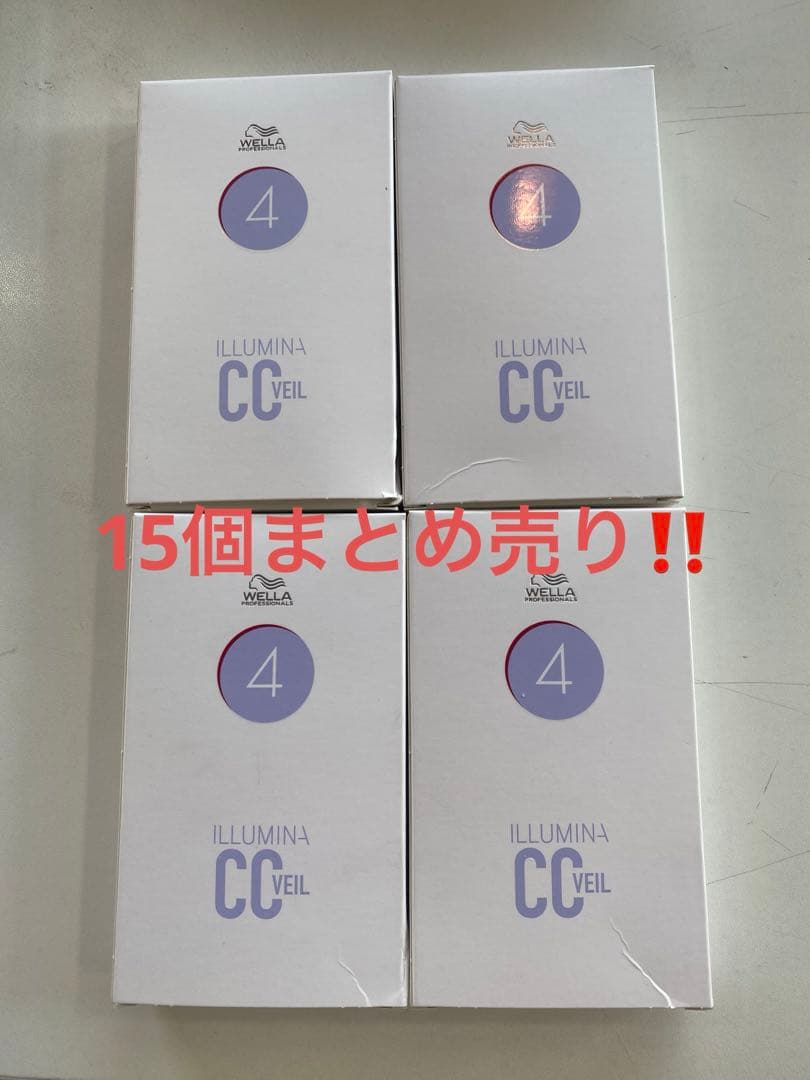 WELLA
PROFESSIONALS
4
ILLUMINA
CC VEIL
WELLA
PROFESSIONALS
4
ILLUMINA
CC VEIL
15個まとめ売り‼️
WELLA
PROFESSIONALS
4
ILLUMINA
CC VEIL
WELLA
PROFESSIONALS
4
ILLUMINA
CC VEIL